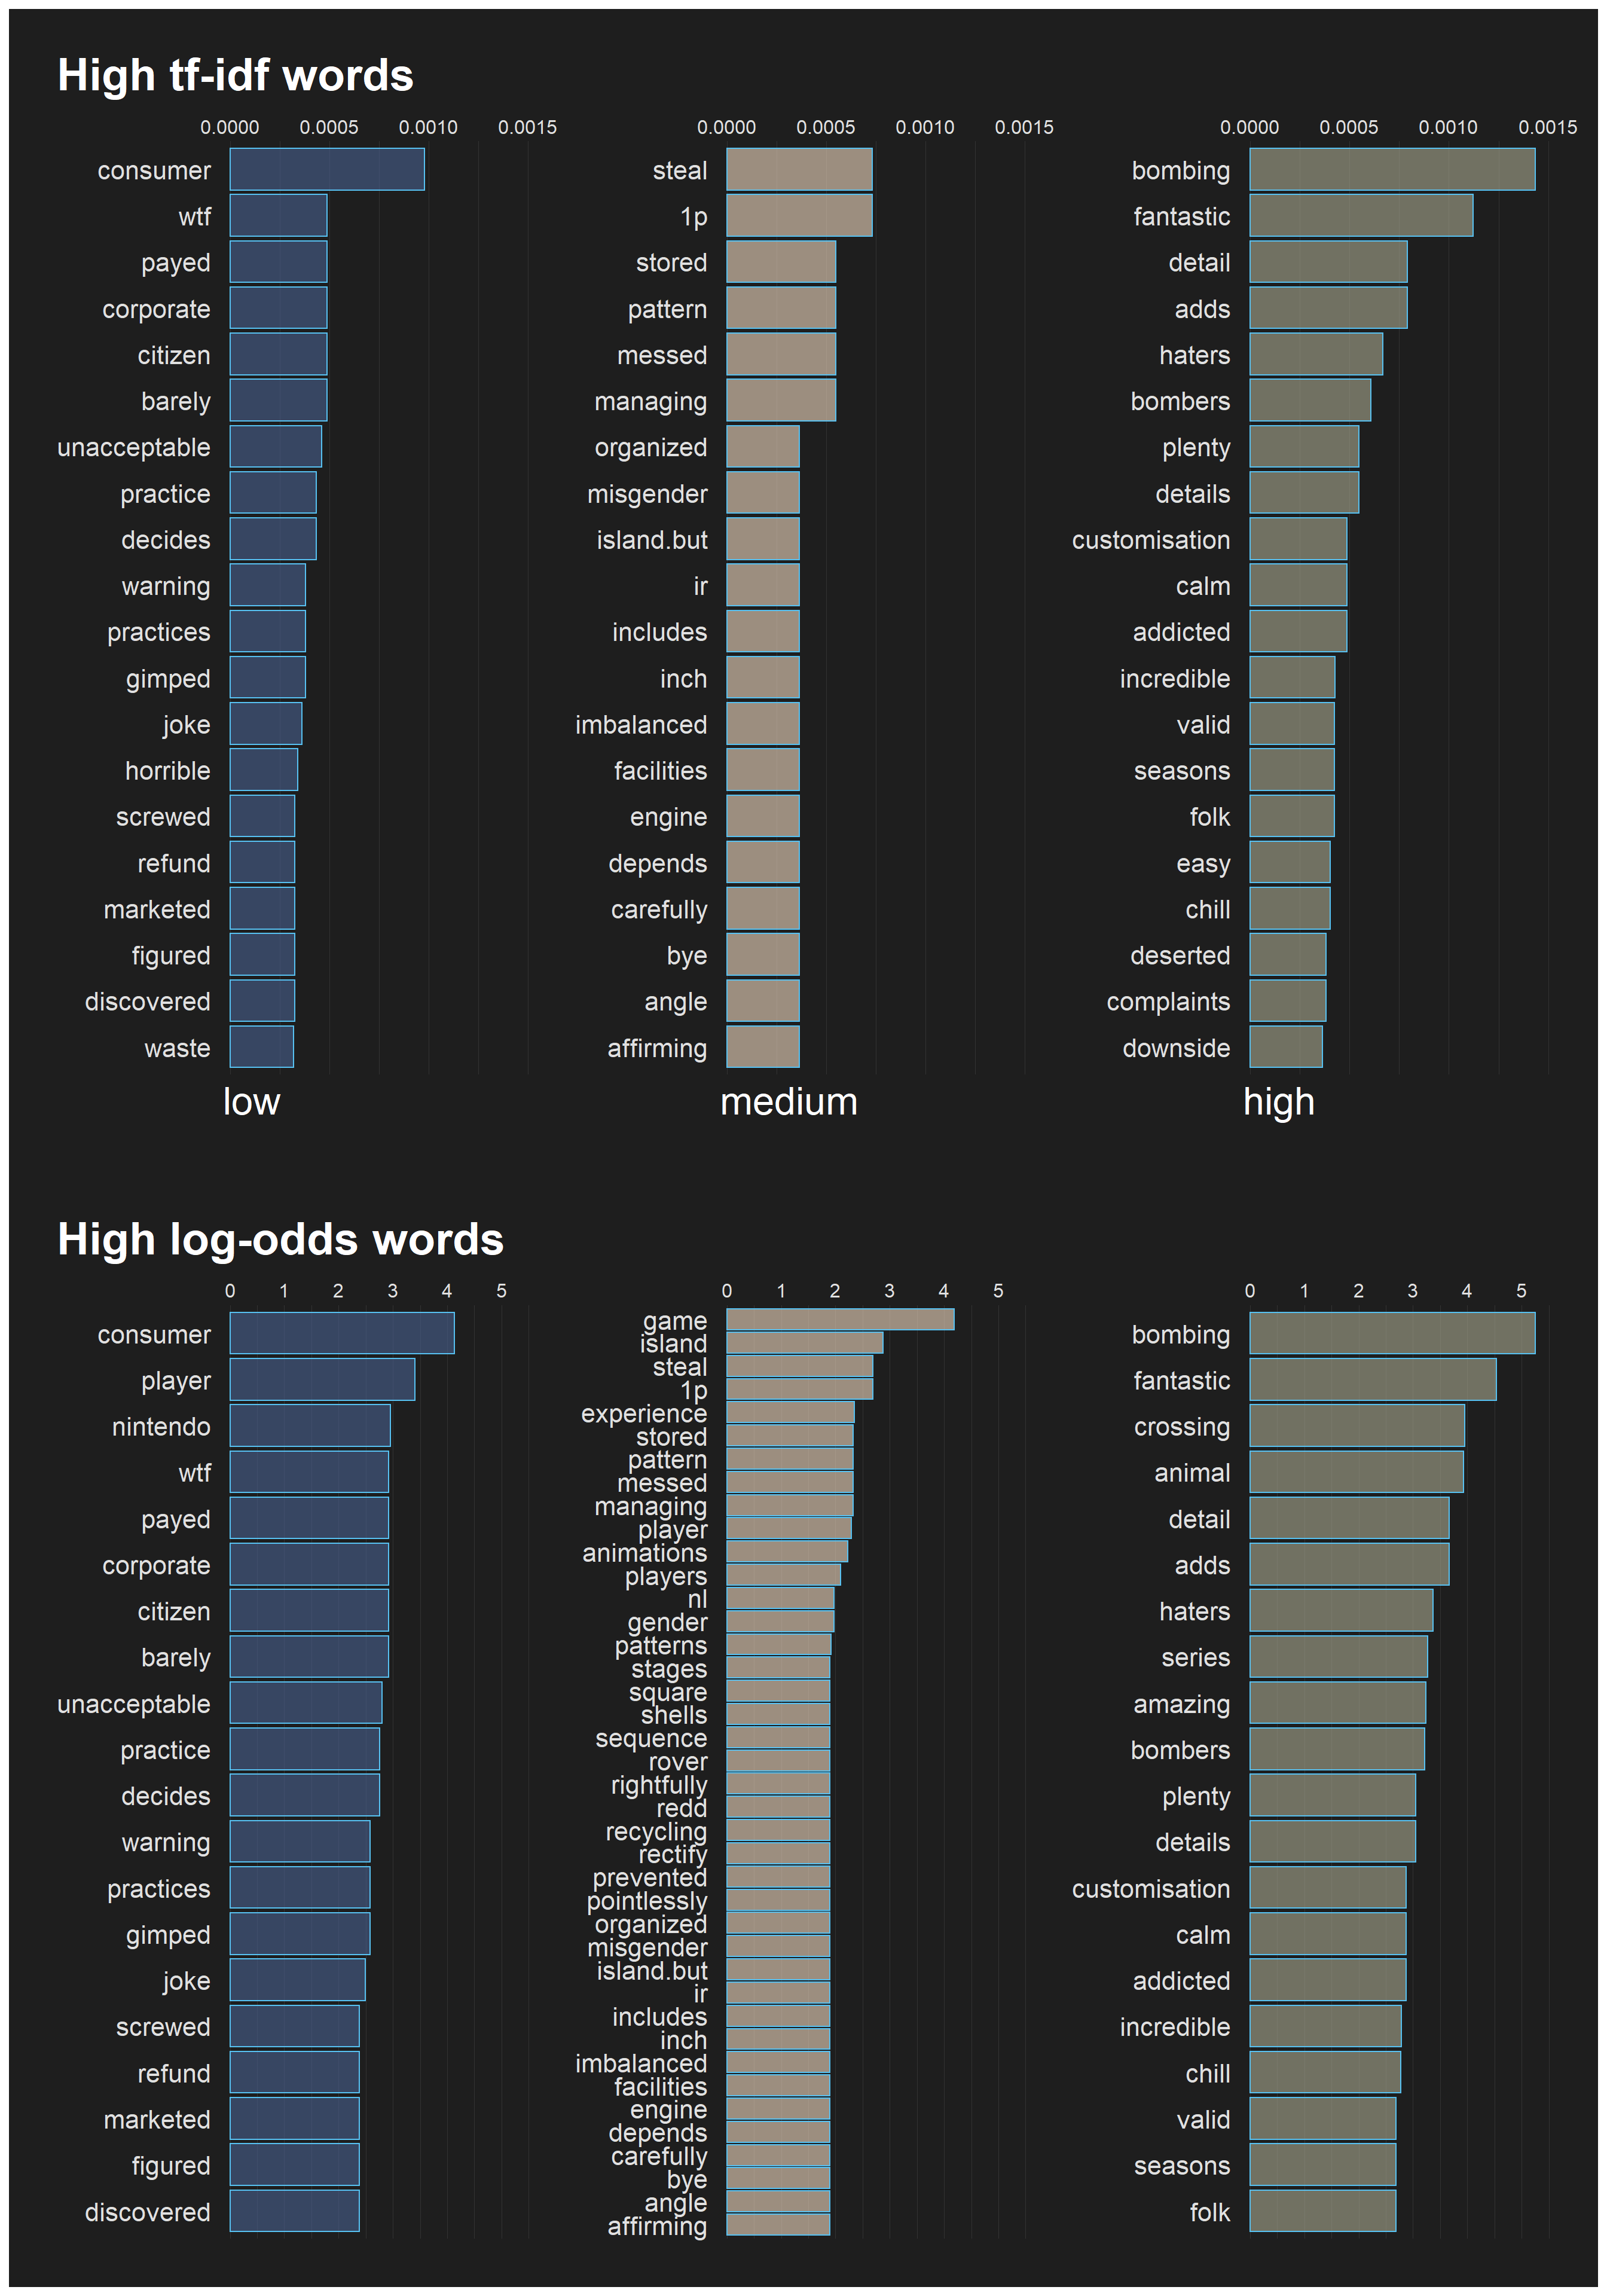 High tf-idf words
0.0000 0.0005 0.0010 0.0015
consumer
wtf
payed
corporate
citizen
barely
unacceptable
practice
decides
warning
practices
gimped
joke
horrible
screwed
refund
marketed
figured
discovered
waste
low
0.0000 0.0005 0.0010 0.0015
steal
1p
stored
pattern
messed
managing
organized
misgender
island.but
ir
includes
inch
imbalanced
facilities
engine
depends
carefully
bye
angle
affirming
medium
0.0000 0.0005 0.0010 0.0015
bombing
fantastic
detail
adds
haters
bombers
plenty
details
customisation
calm
addicted
incredible
valid
seasons
folk
easy
chill
deserted
complaints
downside
high
High log-odds words
0 1 2 3 4 5
consumer
player
nintendo
wtf
payed
corporate
citizen
barely
unacceptable
practice
decides
warning
practices
gimped
joke
screwed
refund
marketed
figured
discovered
0 1 2 3 4 5
game
island
steal
1p
experience
stored
pattern
messed
managing
player
animations
players
nl
gender
patterns
stages
square
shells
sequence
rover
rightfully
redd
recycling
rectify
prevented
pointlessly
organized
misgender
island.but
ir
includes
inch
imbalanced
facilities
engine
depends
carefully
bye
angle
affirming
0 1 2 3 4 5
bombing
fantastic
crossing
animal
detail
adds
haters
series
amazing
bombers
plenty
details
customisation
calm
addicted
incredible
chill
valid
seasons
folk